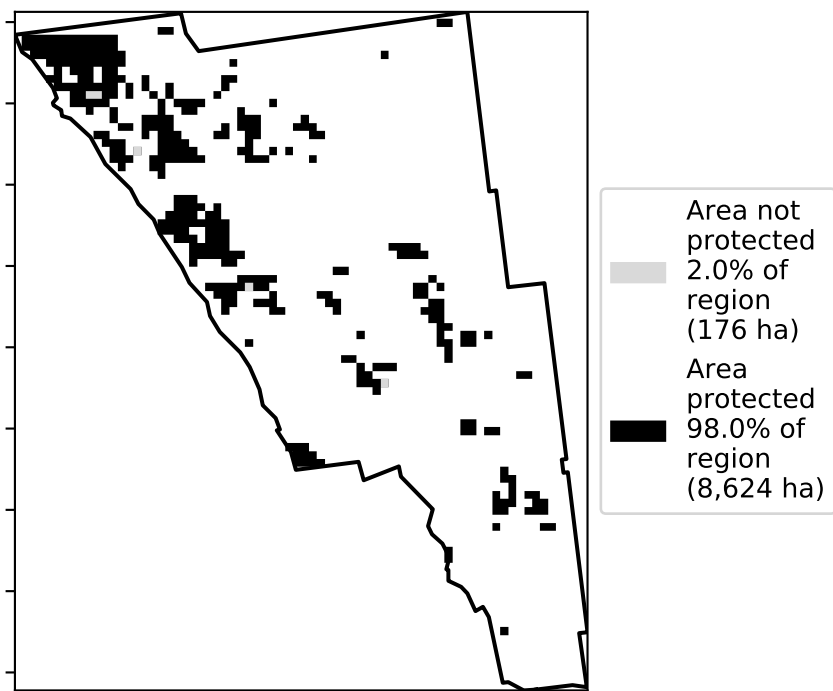 Area not
protected
2.0% of
region
(176 ha)
Area
protected
98.0% of
region
(8,624 ha)